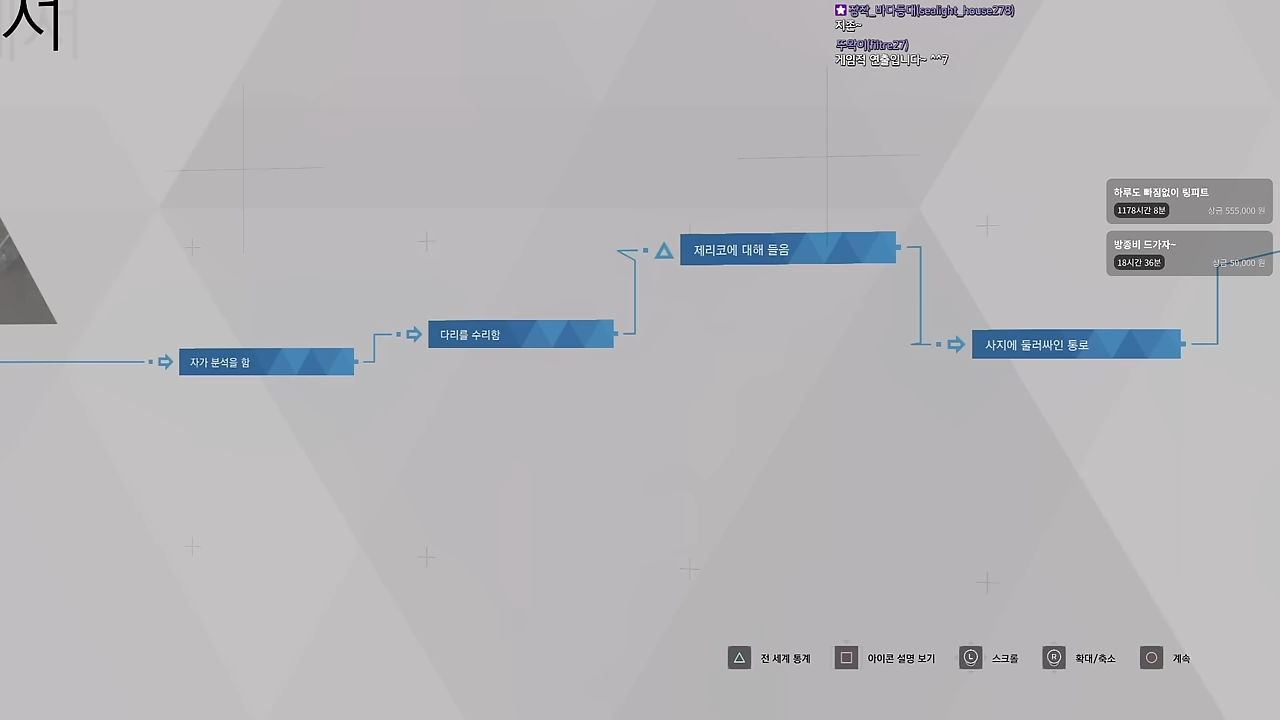 서
장작_바다등대(sealight_house278)
지존~
뚜왁이(filtre27)
게임적 연출입니다~ ^^7
하루도 빠짐없이 링피트
1178시간 8분
상금 555,000 원
방종비 드가자~
18시간 36분
상금 50,000 원
제리코에 대해 들음
다리를 수리함
사지에 둘러싸인 통로
자가 분석을 함
전 세계 통계
아이콘 설명 보기
L
스크롤
R
확대/축소
계속